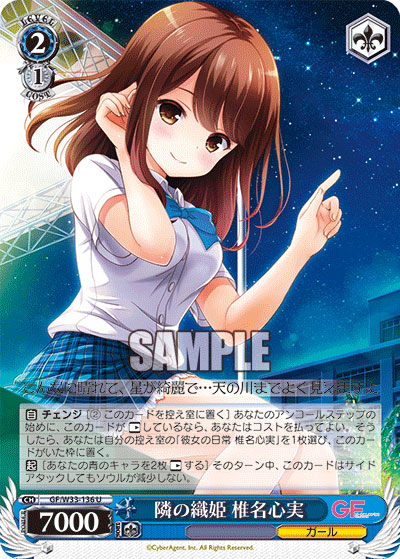 LEVEL
2
1
COST
SAMPLE
こんなに晴れて、星が綺麗で…天の川までよく見えます。
自 チェンジ [② このカードを控え室に置く] あなたのアンコールステップの
始めに、このカードが しているなら、あなたはコストを払ってよい。そう
したら、あなたは自分の控え室の「彼女の日常 椎名心実」を1枚選び、このカー
ドがいた枠に置く。
起 [あなたの青のキャラを2枚 する] そのターン中、このカードはサイド
アタックしてもソウルが減少しない。
CH GF/W33-136 U
7000
隣の織姫 椎名心実
GF
ガール
©CyberAgent, Inc. All Rights Reserved.